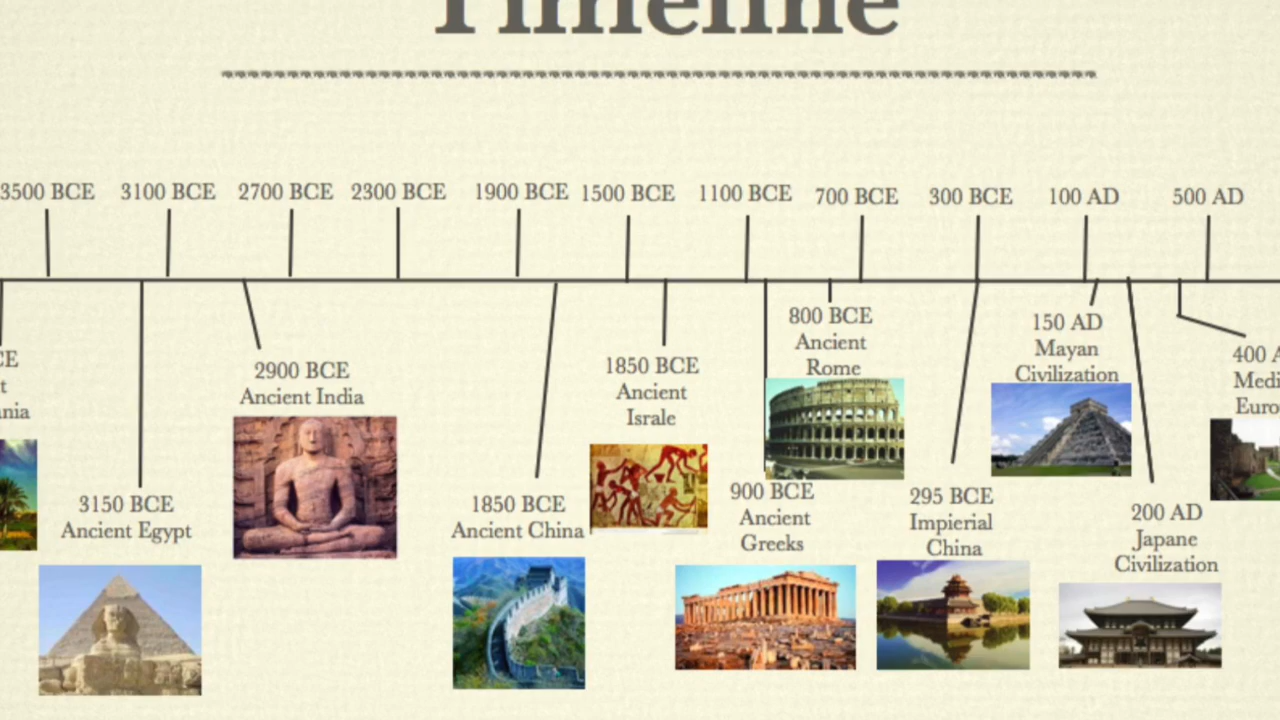 Timeline
3500 BCE 3100 BCE 2700 BCE 2300 BCE 1900 BCE 1500 BCE 1100 BCE 700 BCE 300 BCE 100 AD 500 AD
800 BCE
Ancient
Rome
150 AD
Mayan
Civilization
1850 BCE
Ancient
Israle
2900 BCE
Ancient India
400
3150 BCE
Ancient Egypt
1850 BCE
Ancient China
900 BCE
Ancient
Greeks
295 BCE
Impierial
China
200 AD
Japane
Civilization